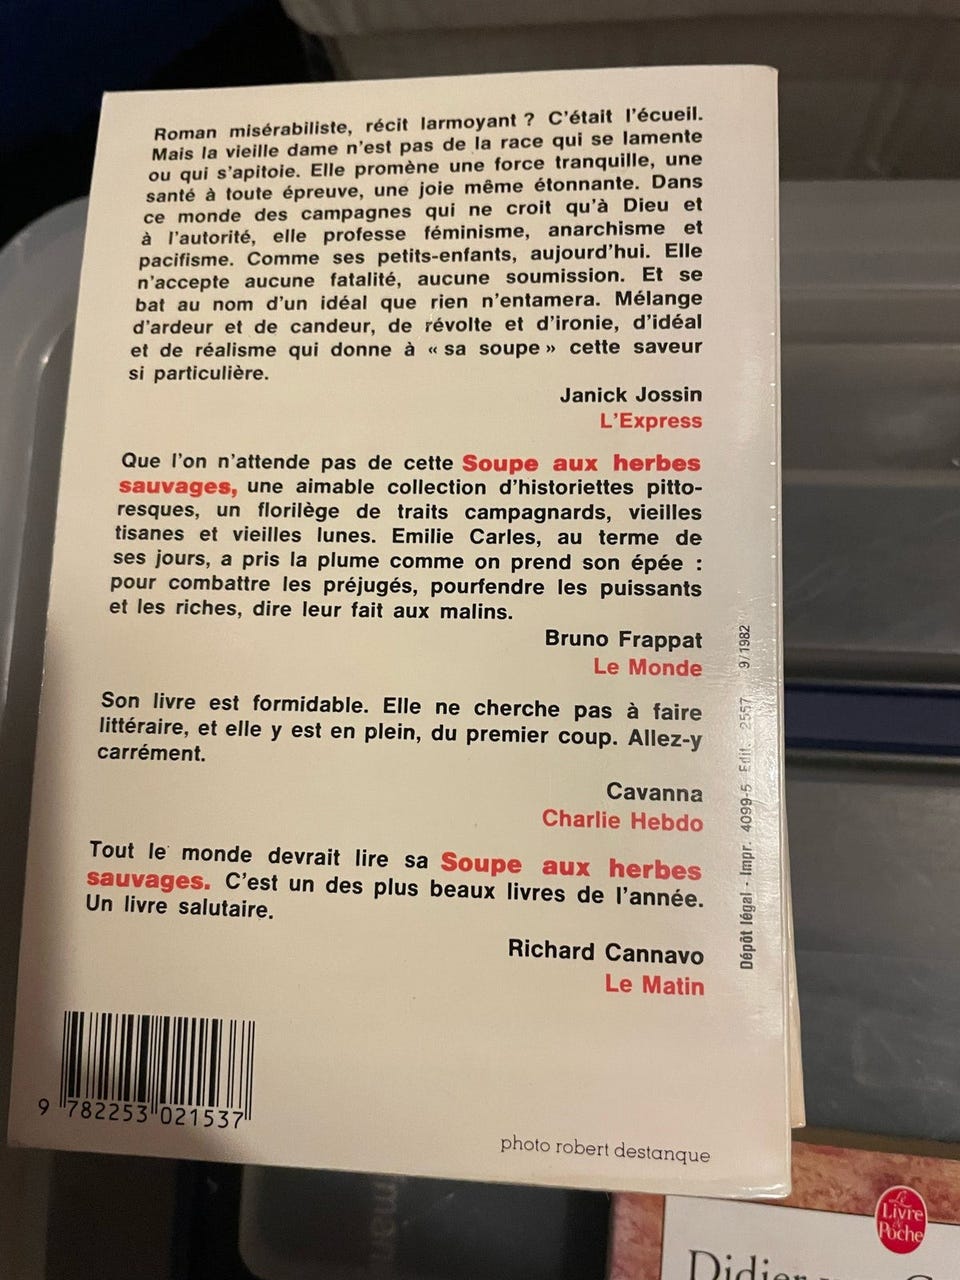 Roman misérabiliste, récit larmoyant ? C'était l'écueil.
Mais la vieille dame n'est pas de la race qui se lamente
ou qui s'apitoie. Elle promène une force tranquille, une
santé à toute épreuve, une joie même étonnante. Dans
ce monde des campagnes qui ne croit qu'à Dieu et
à l'autorité, elle professe féminisme, anarchisme et
pacifisme. Comme ses petits-enfants, aujourd'hui. Elle
n'accepte aucune fatalité, aucune soumission. Et se
bat au nom d'un idéal que rien n'entamera. Mélange
d'ardeur et de candeur, de révolte et d'ironie, d'idéal
et de réalisme qui donne à « sa soupe » cette saveur
si particulière.
Janick Jossin
L'Express
Que l'on n'attende pas de cette Soupe aux herbes
sauvages, une aimable collection d'historiettes pitto-
resques, un florilège de traits campagnards, vieilles
tisanes et vieilles lunes. Emilie Carles, au terme de
ses jours, a pris la plume comme on prend son épée :
pour combattre les préjugés, pourfendre les puissants
et les riches, dire leur fait aux malins.
Bruno Frappat
Le Monde
Son livre est formidable. Elle ne cherche pas à faire
littéraire, et elle y est en plein, du premier coup. Allez-y
carrément.
Cavanna
Charlie Hebdo
Tout le monde devrait lire sa Soupe aux herbes
sauvages. C'est un des plus beaux livres de l'année.
Un livre salutaire.
Richard Cannavo
Le Matin
Dépôt légal - Impr. 4099-5 Edit. 2557 9/1982
9 782253 021537
photo robert destanque
Le
Livre
de
Poche
Didier